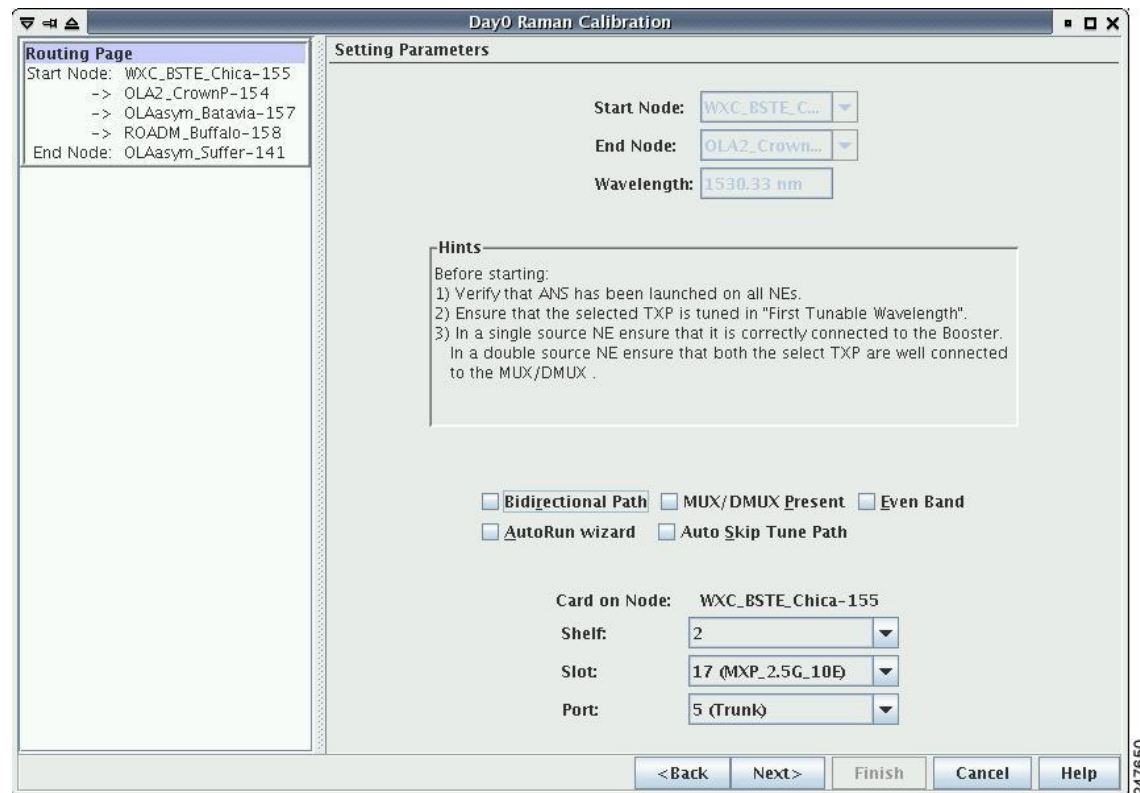 Day0 Raman Calibration
Routing Page
Start Node: WXC_BSTE_Chica-155
-> OLA2_CrownP-154
-> OLAasym_Batavia-157
-> ROADM_Buffalo-158
End Node: OLAasym_Suffer-141
Setting Parameters
Start Node: WXC_BSTE_C...
End Node: OLA2_Crown...
Wavelength: 1530.33 nm
Hints
Before starting:
1) Verify that ANS has been launched on all NEs.
2) Ensure that the selected TXP is tuned in "First Tunable Wavelength".
3) In a single source NE ensure that it is correctly connected to the Booster.
In a double source NE ensure that both the select TXP are well connected
to the MUX/DMUX .
Bidirectional Path MUX/DMUX Present Even Band
AutoRun wizard Auto Skip Tune Path
Card on Node: WXC_BSTE_Chica-155
Shelf: 2
Slot: 17 (MXP_2.5G_10E)
Port: 5 (Trunk)
<Back Next> Finish Cancel Help